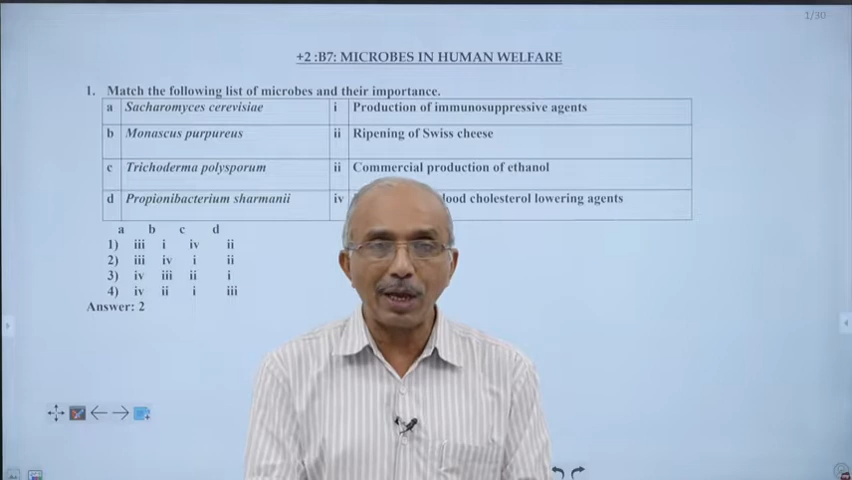 1/30
+2 :B7: MICROBES IN HUMAN WELFARE
1. Match the following list of microbes and their importance.
a Sacharomyces cerevisiae i Production of immunosuppressive agents
b Monascus purpureus ii Ripening of Swiss cheese
c Trichoderma polysporum ii Commercial production of ethanol
d Propionibacterium sharmanii iv lood cholesterol lowering agents
a b c d
1) iii i iv ii
2) iii iv i ii
3) iv iii ii i
4) iv ii i iii
Answer: 2